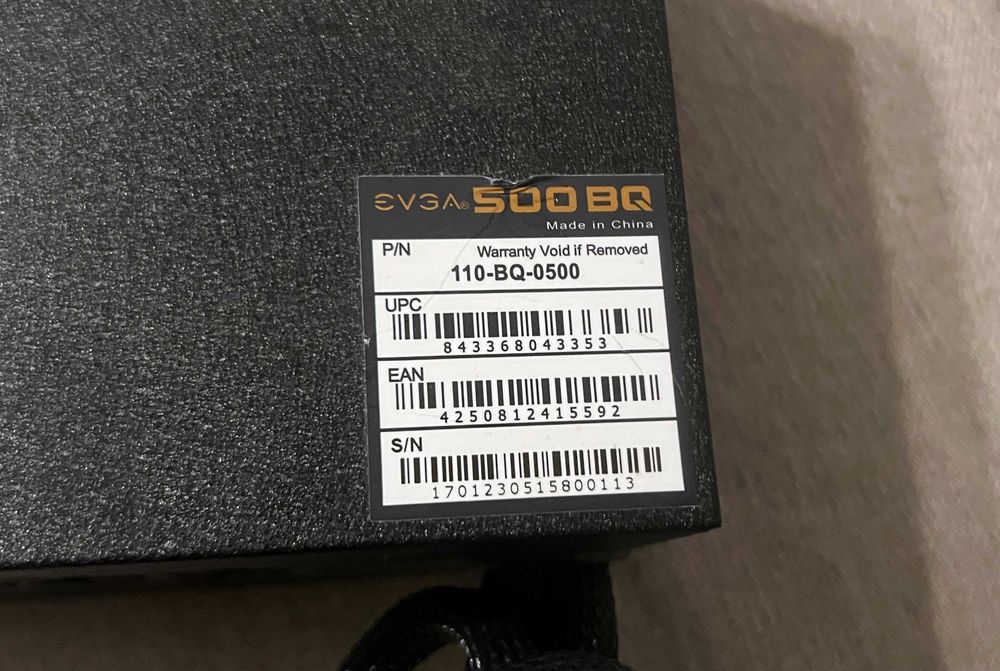 EVGA® 500 BQ
Made in China
P/N Warranty Void if Removed
110-BQ-0500
UPC
843368043353
EAN
4250812415592
S/N
1701230515800113